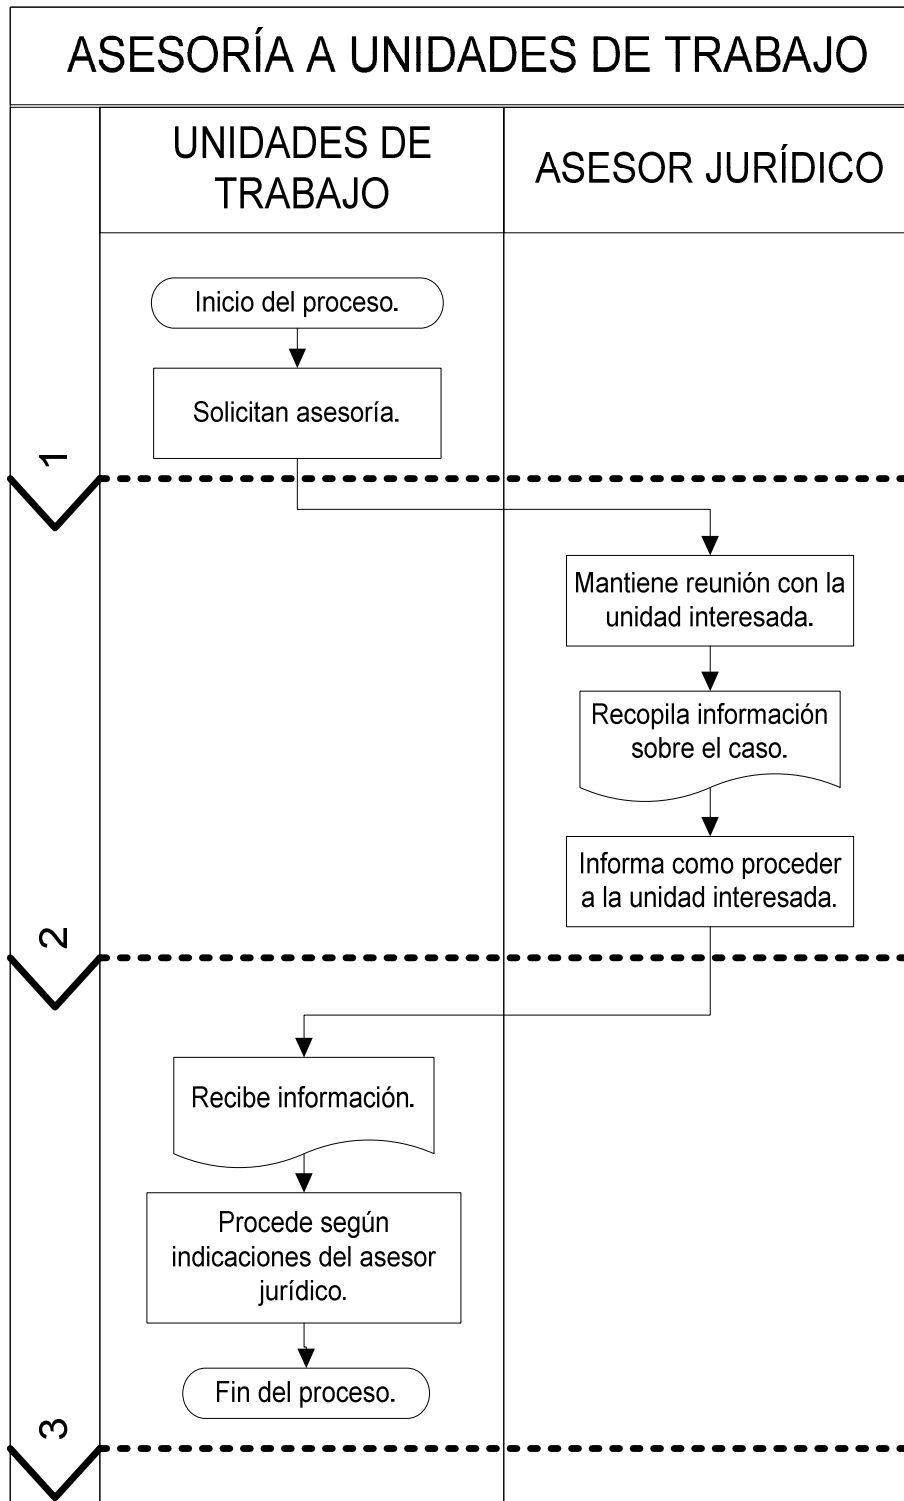 ASESORÍA A UNIDADES DE TRABAJO
UNIDADES DE
TRABAJO
ASESOR JURÍDICO
Inicio del proceso.
Solicitan asesoría.
1
Mantiene reunión con la
unidad interesada.
Recopila información
sobre el caso.
Informa como proceder
a la unidad interesada.
2
Recibe información.
Procede según
indicaciones del asesor
jurídico.
Fin del proceso.
3